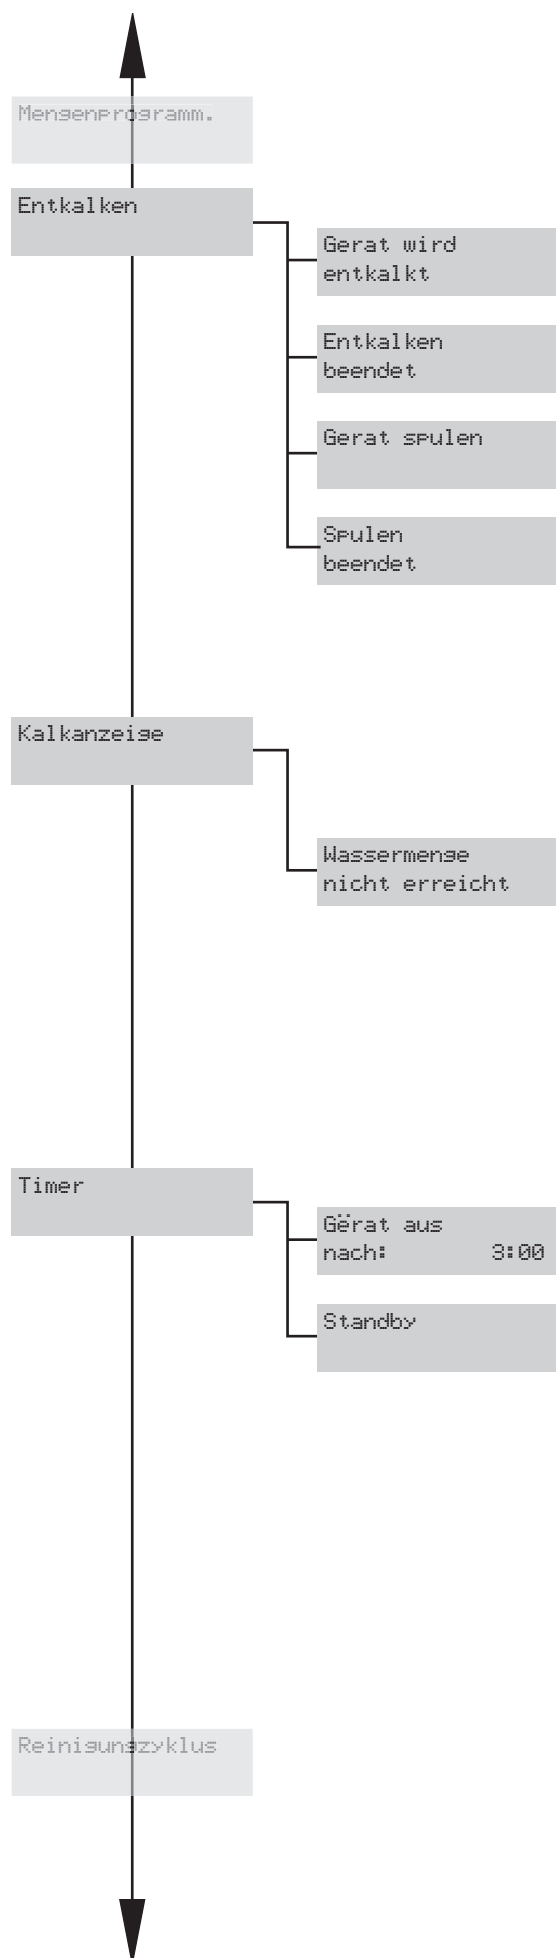 Mengenprogramm.
Entkalken
Gerat wird
entkalkt
Entkalken
beendet
Gerat spulen
Spulen
beendet
Kalkanzeige
Wassermenge
nicht erreicht
Timer
Gërat aus
nach: 3:00
Standby
Reinigungzyklus